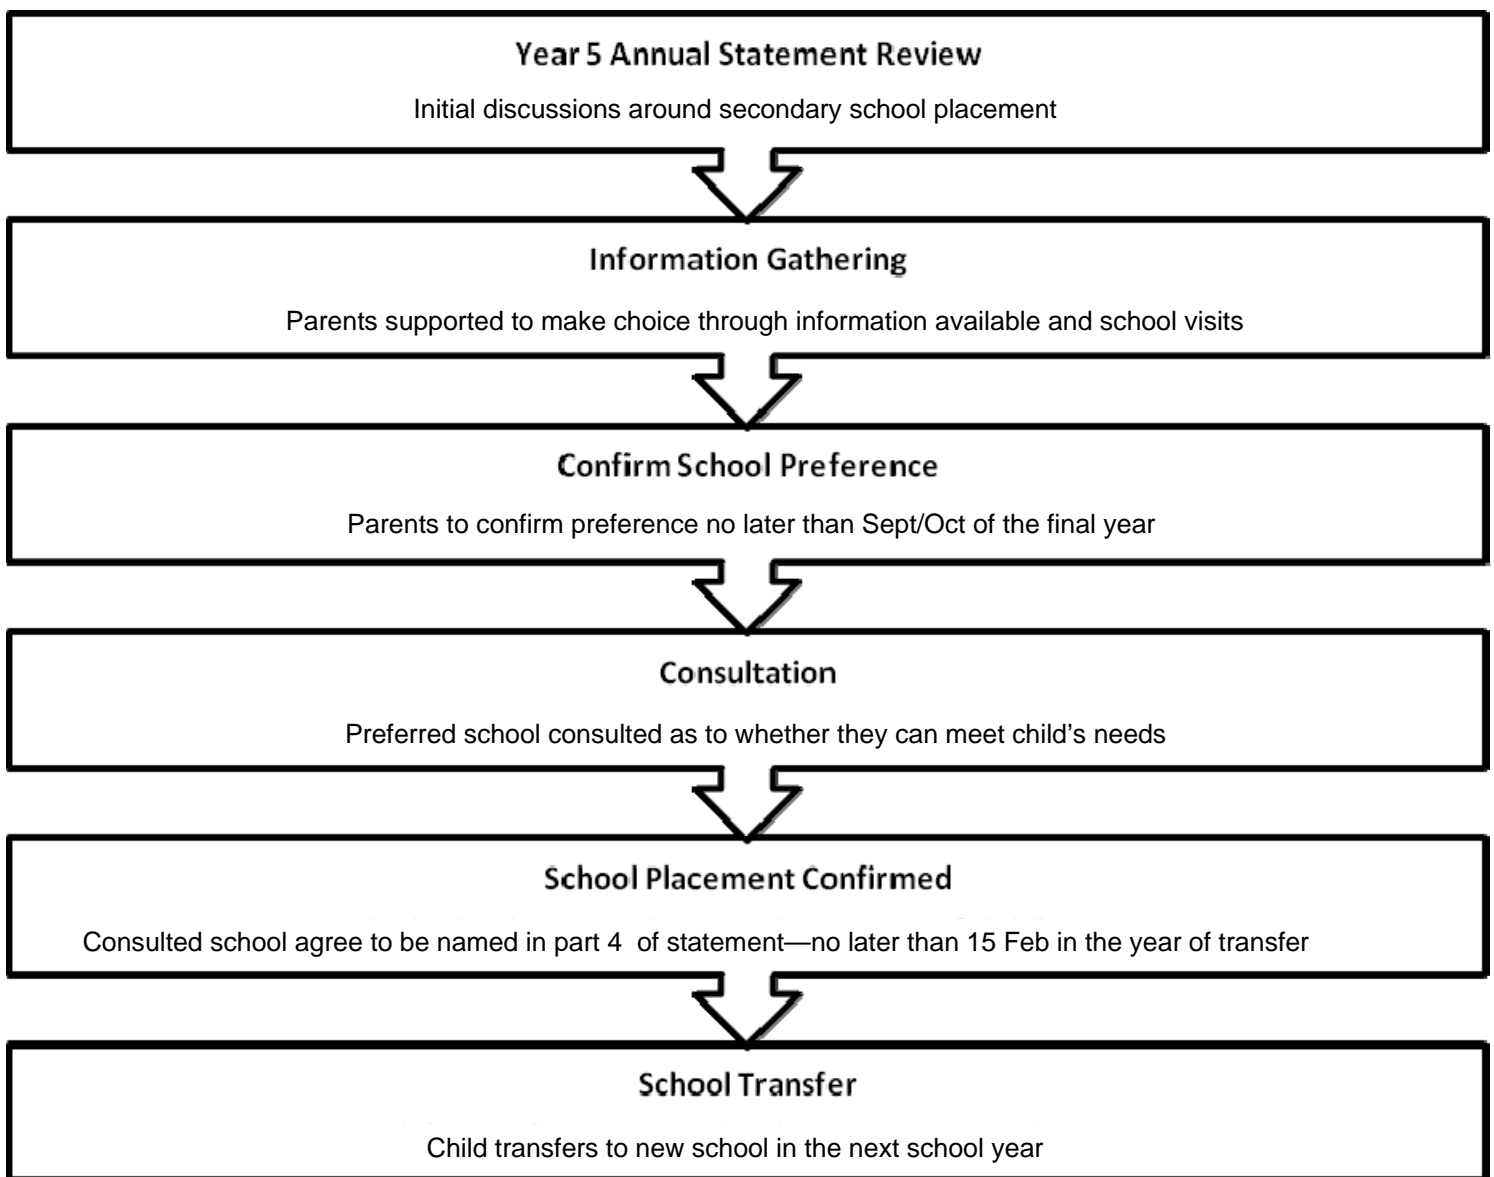 Year 5 Annual Statement Review
Initial discussions around secondary school placement
Information Gathering
Parents supported to make choice through information available and school visits
Confirm School Preference
Parents to confirm preference no later than Sept/Oct of the final year
Consultation
Preferred school consulted as to whether they can meet child’s needs
School Placement Confirmed
Consulted school agree to be named in part 4  of statement—no later than 15 Feb in the year of transfer
School Transfer
Child transfers to new school in the next school year